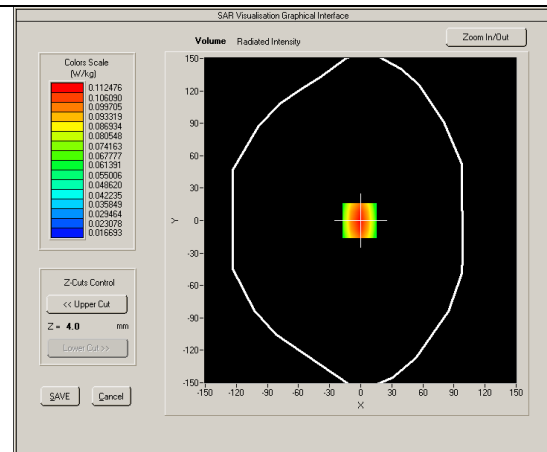 SAR Visualisation Graphical Interface
Volume Radiated Intensity
Zoom In/Out
Colors Scale
(W/kg)
0.112476
0.106090
0.099705
0.093319
0.086934
0.080548
0.074163
0.067777
0.061391
0.055006
0.048620
0.042235
0.035849
0.029464
0.023078
0.016693
Z-Cuts Control
<< Upper Cut
Z = 4.0 mm
Lower Cut >>
SAVE Cancel
150-
120-
90-
60-
30-
0-
-30-
-60-
-90-
-120-
-150-
Y
-150 -120 -90 -60 -30 0 30 60 90 120 150
X